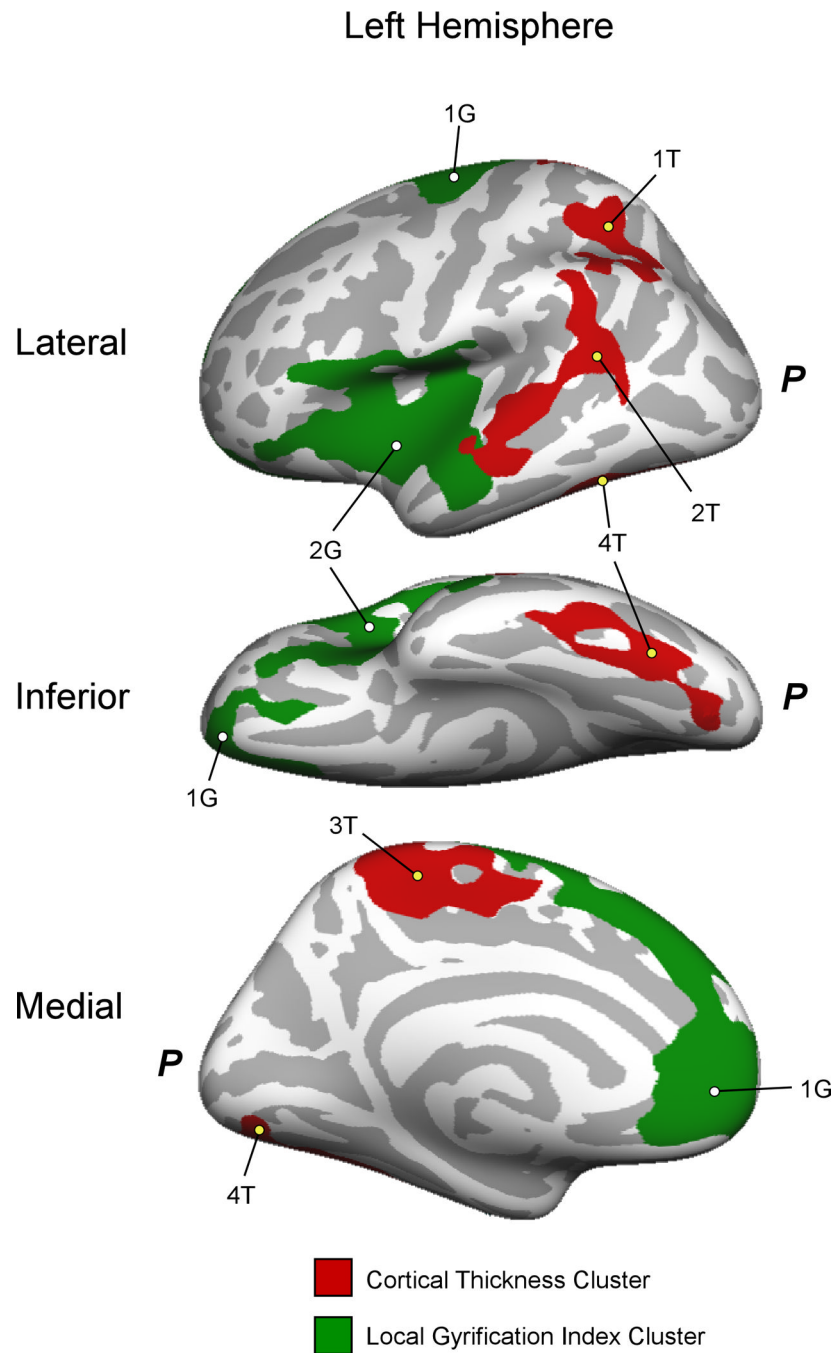 Left Hemisphere
1G
1T
Lateral
P
2T
2G
4T
Inferior
P
1G
3T
Medial
P
1G
4T
Cortical Thickness Cluster
Local Gyrification Index Cluster